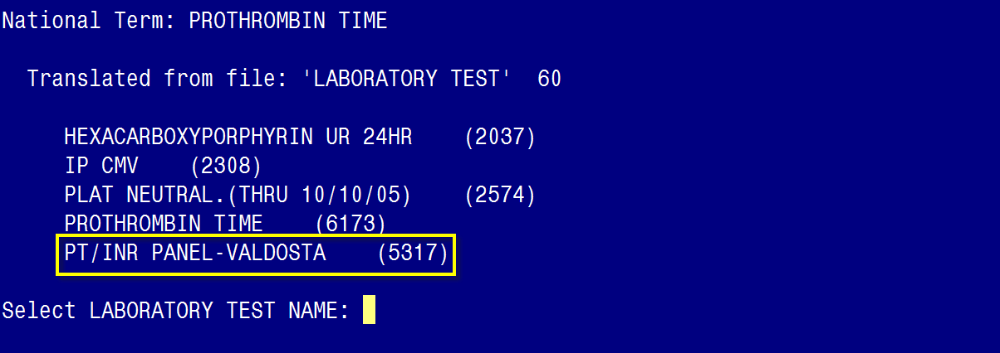 National Term: PROTHROMBIN TIME
Translated from file: 'LABORATORY TEST' 60
HEXACARBOXYPORPHYRIN UR 24HR (2037)
IP CMV (2308)
PLAT NEUTRAL.(THRU 10/10/05) (2574)
PROTHROMBIN TIME (6173)
PT/INR PANEL-VALDOSTA (5317)
Select LABORATORY TEST NAME: